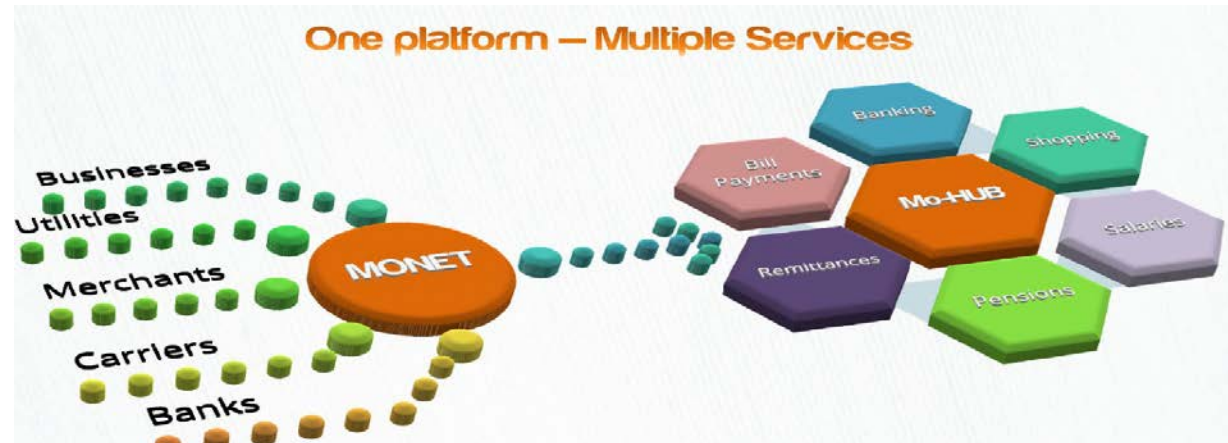 One platform – Multiple Services
Businesses
Utilities
Merchants
Carriers
Banks
MONET
Banking
Shopping
Bill
Payments
Mo-HUB
Salaries
Remittances
Pensions